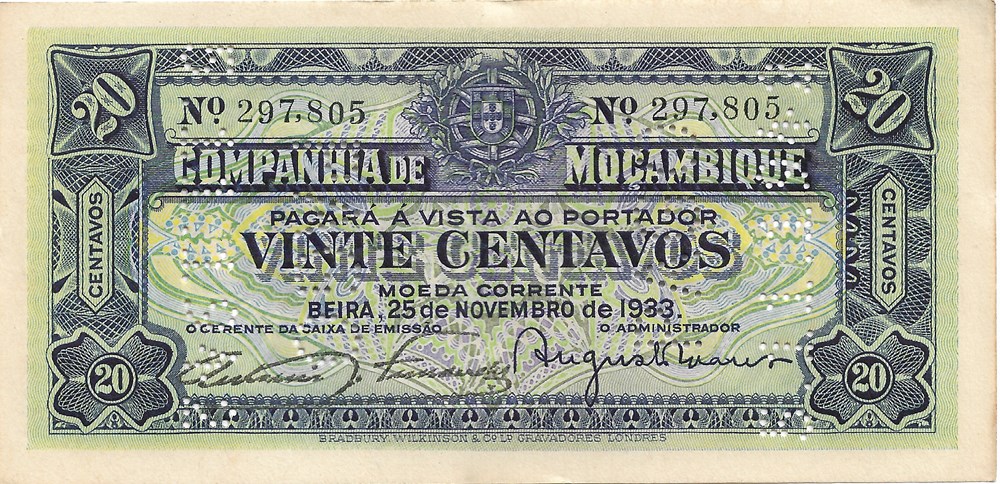 20 20
Nº 297,805 Nº 297,805
COMPANHIA DE MOÇAMBIQUE
CENTAVOS CENTAVOS
PAGARÁ Á VISTA AO PORTADOR
VINTE CENTAVOS
MOEDA CORRENTE
BEIRA, 25 de NOVEMBRO de 1933.
O GERENTE DA CAIXA DE EMISSÃO O ADMINISTRADOR
20 20
BRADBURY, WILKINSON & Cº Lº GRAVADORES LONDRES